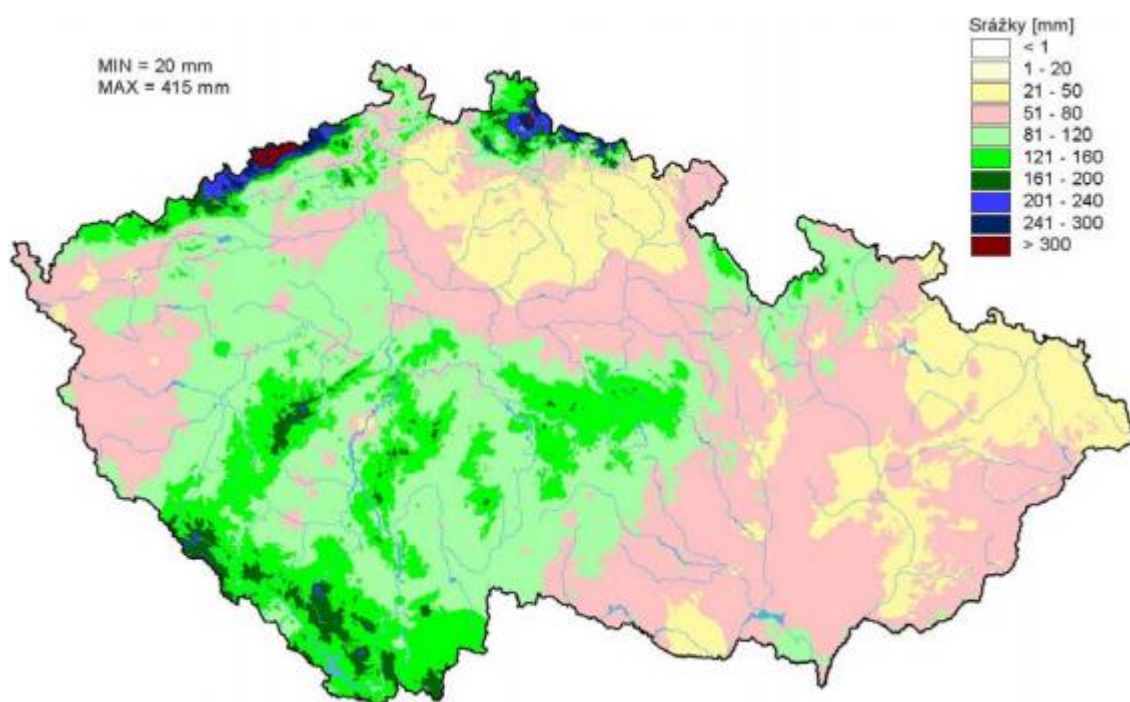 MIN = 20 mm
MAX = 415 mm
Srážky [mm]
< 1
1 - 20
21 - 50
51 - 80
81 - 120
121 - 160
161 - 200
201 - 240
241 - 300
> 300